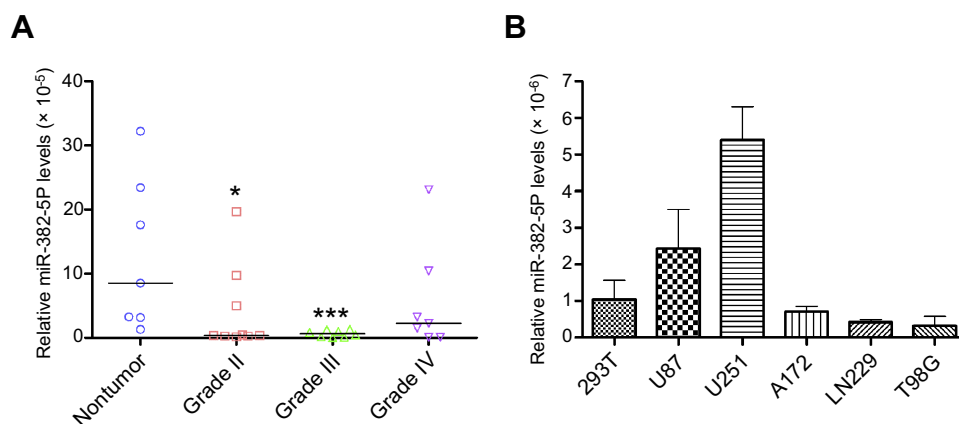 A
Relative miR-382-5P levels (× 10-5)
40
30
20
10
0
*
***
Nontumor
Grade II
Grade III
Grade IV
B
Relative miR-382-5P levels (× 10-6)
7
6
5
4
3
2
1
0
293T
U87
U251
A172
LN229
T98G